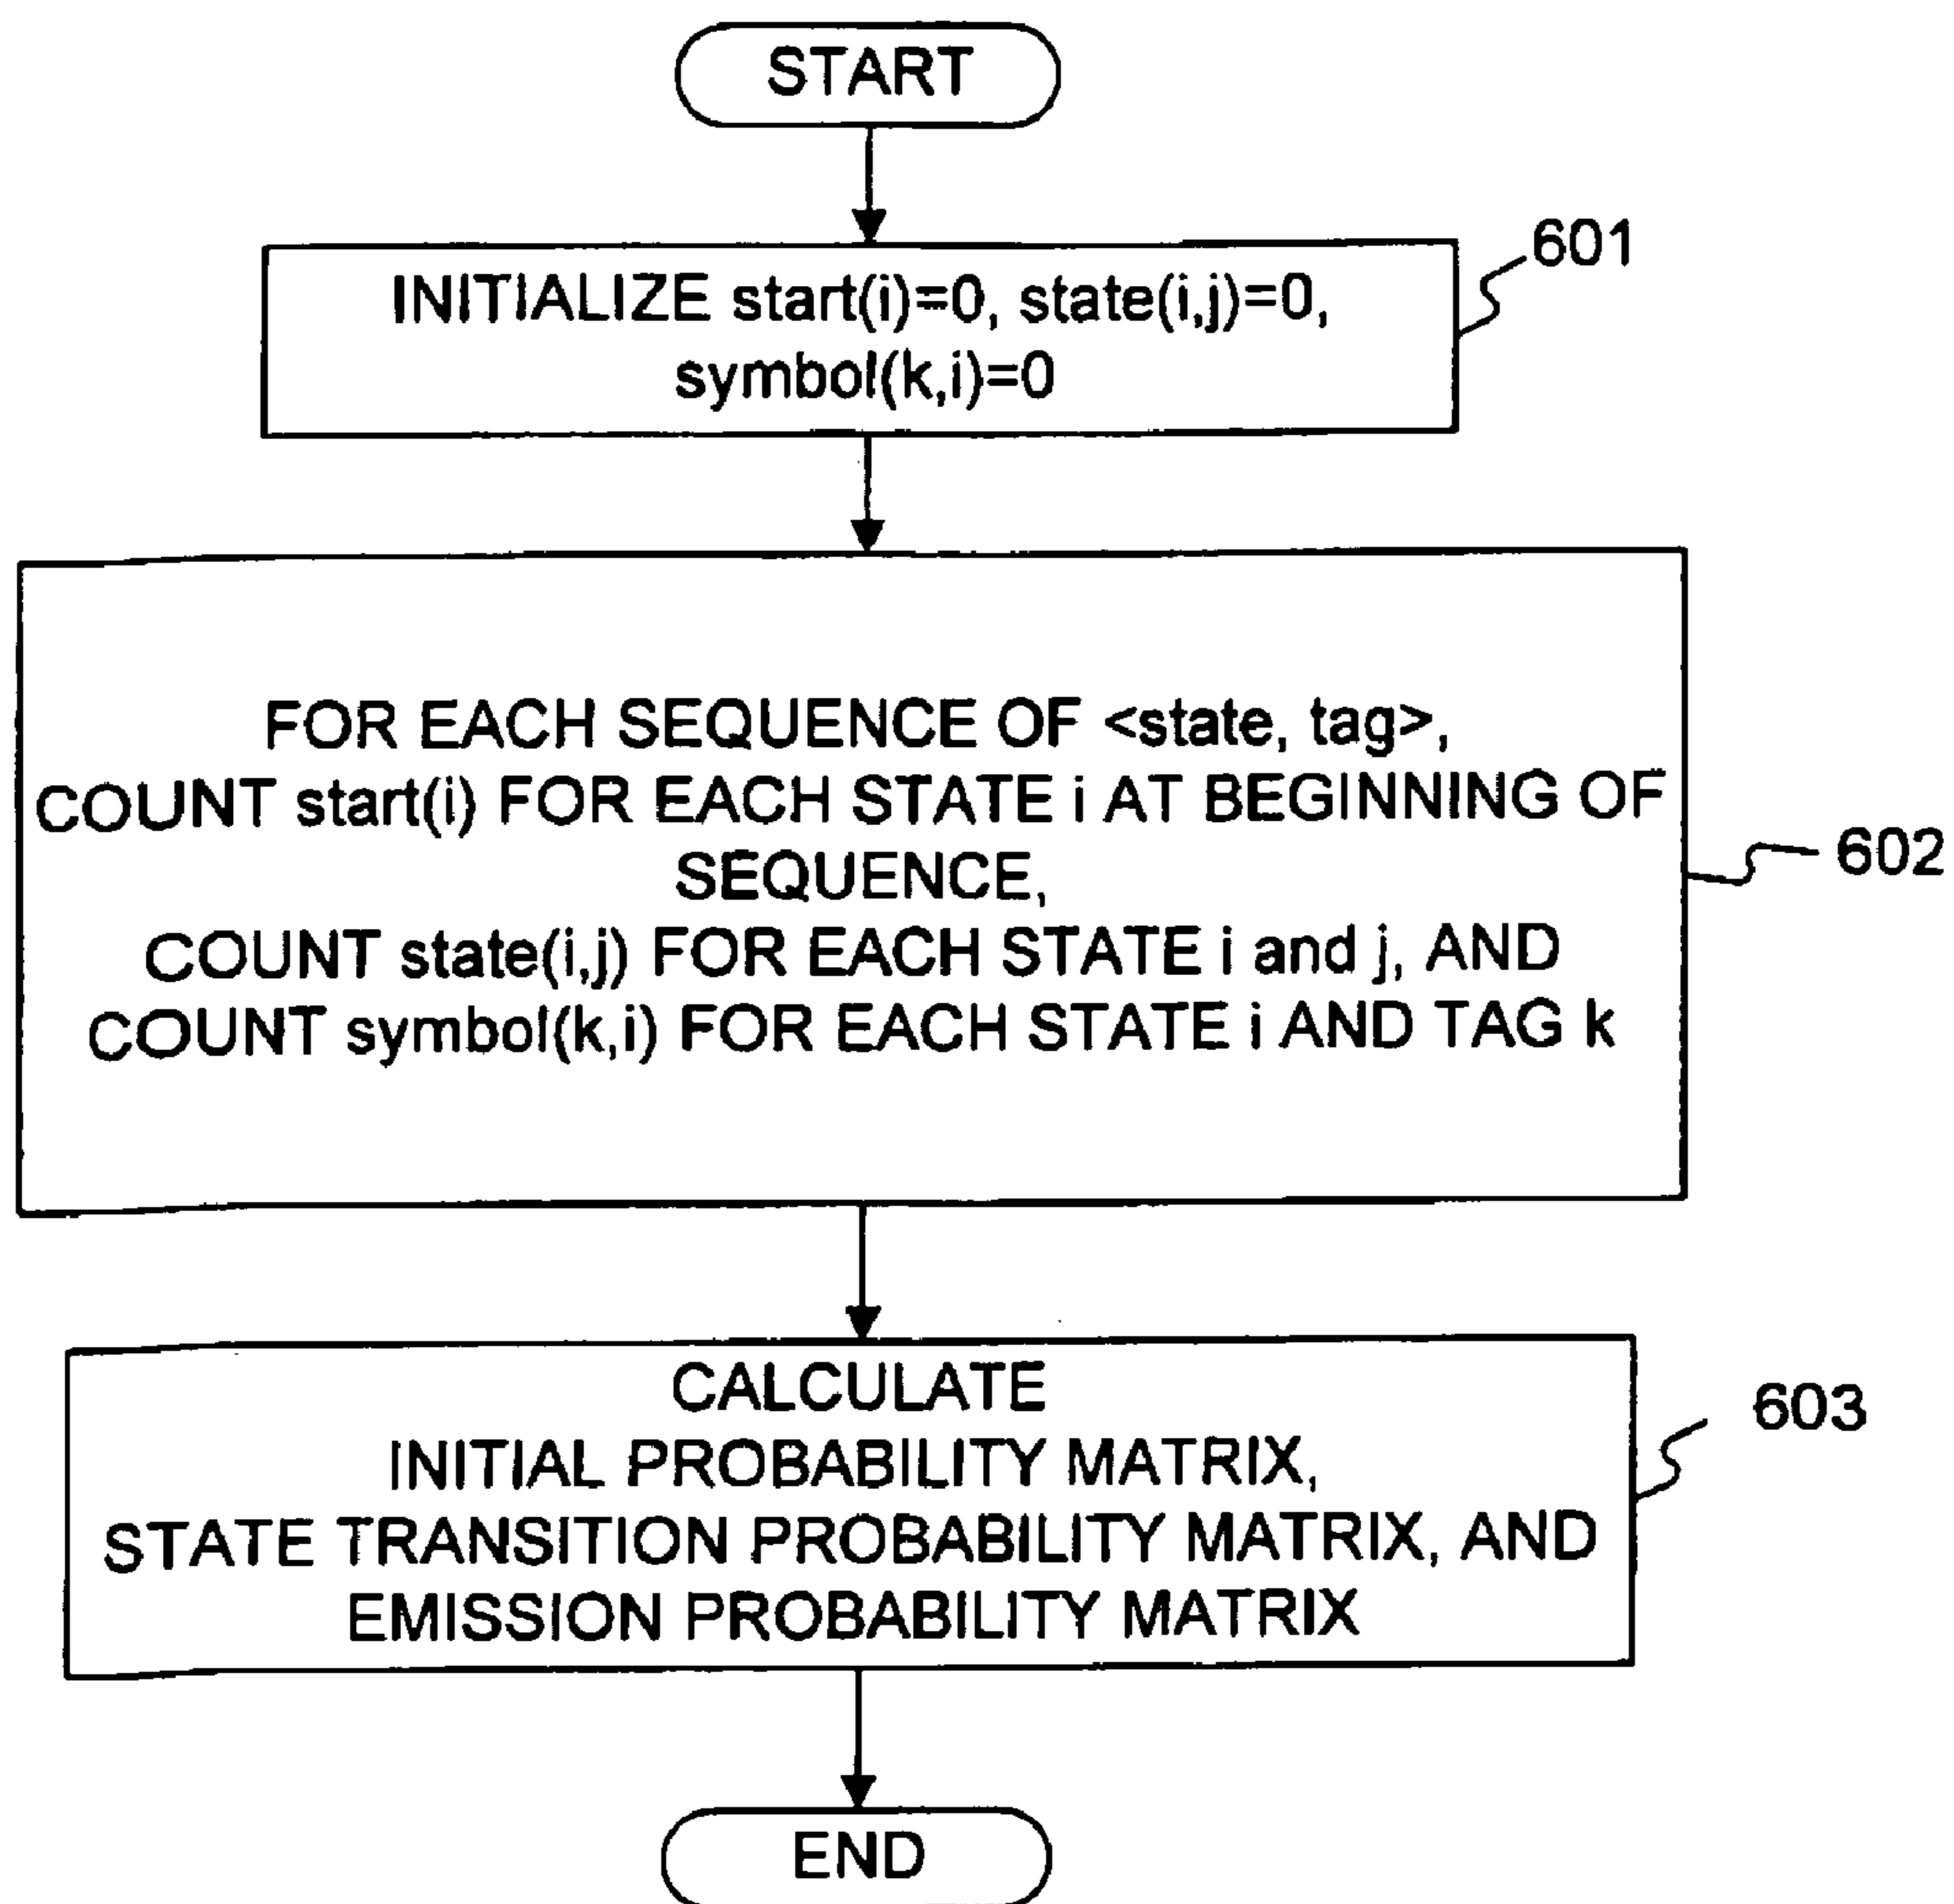 START
601
INITIALIZE start(i)=0, state(i,j)=0,
symbol(k,i)=0
FOR EACH SEQUENCE OF <state, tag>,
COUNT start(i) FOR EACH STATE i AT BEGINNING OF
SEQUENCE,
COUNT state(i,j) FOR EACH STATE i and j, AND
COUNT symbol(k,i) FOR EACH STATE i AND TAG k
602
CALCULATE
INITIAL PROBABILITY MATRIX,
STATE TRANSITION PROBABILITY MATRIX, AND
EMISSION PROBABILITY MATRIX
603
END